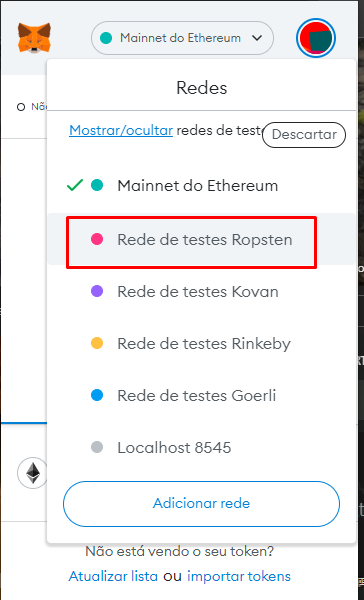 Mainnet do Ethereum
Redes
Mostrar/ocultar redes de teste
Descartar
Nã
Mainnet do Ethereum
Rede de testes Ropsten
Rede de testes Kovan
Rede de testes Rinkeby
Rede de testes Goerli
Localhost 8545
Adicionar rede
Não está vendo o seu token?
Atualizar lista ou importar tokens